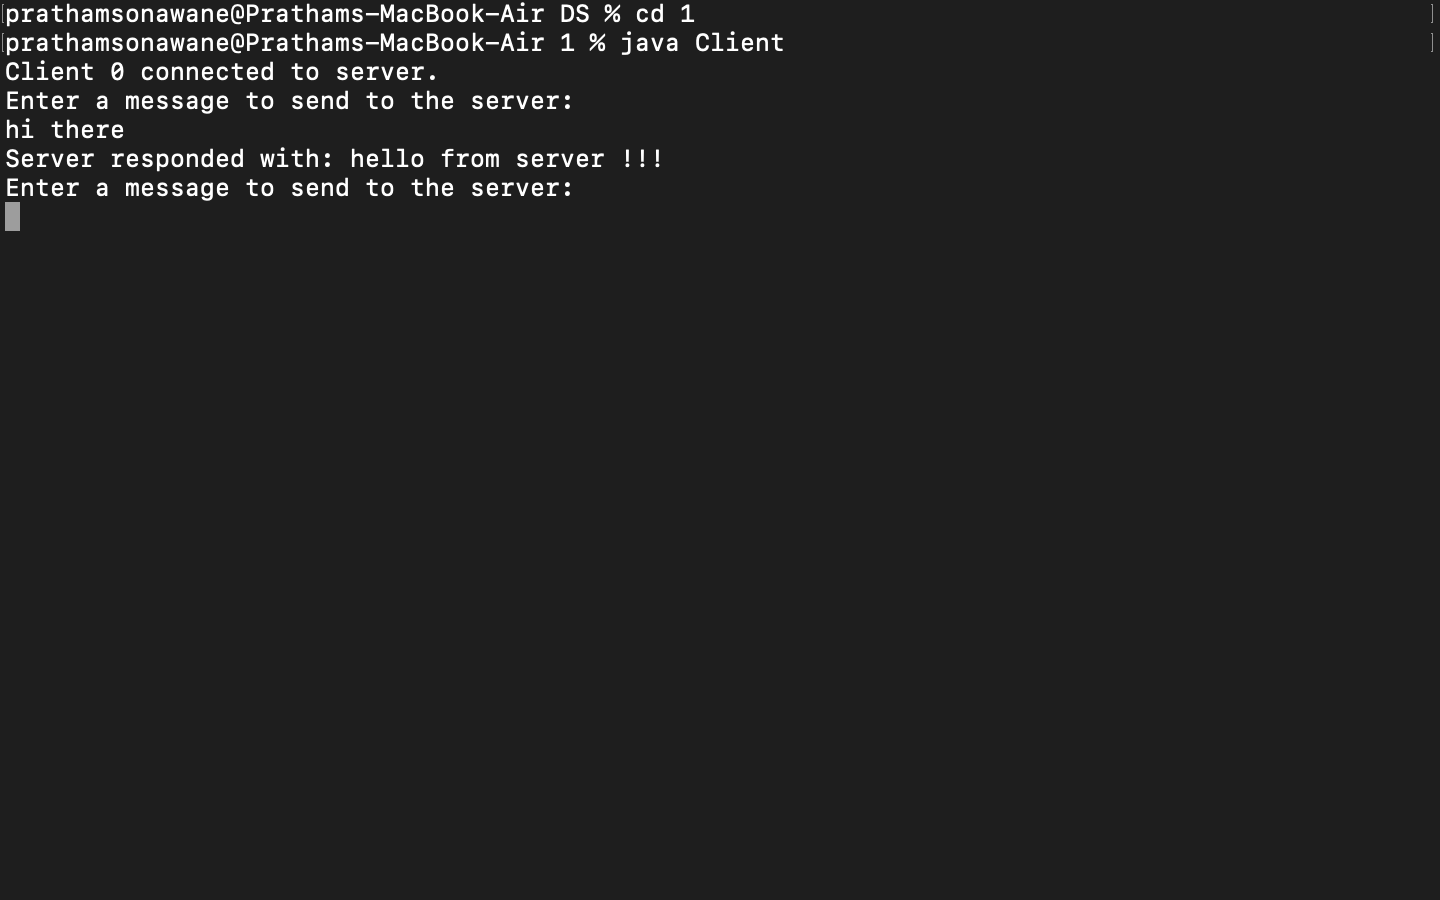 [prathamsonawane@Prathams-MacBook-Air DS % cd 1 ]
[prathamsonawane@Prathams-MacBook-Air 1 % java Client ]
Client 0 connected to server.
Enter a message to send to the server:
hi there
Server responded with: hello from server !!!
Enter a message to send to the server: